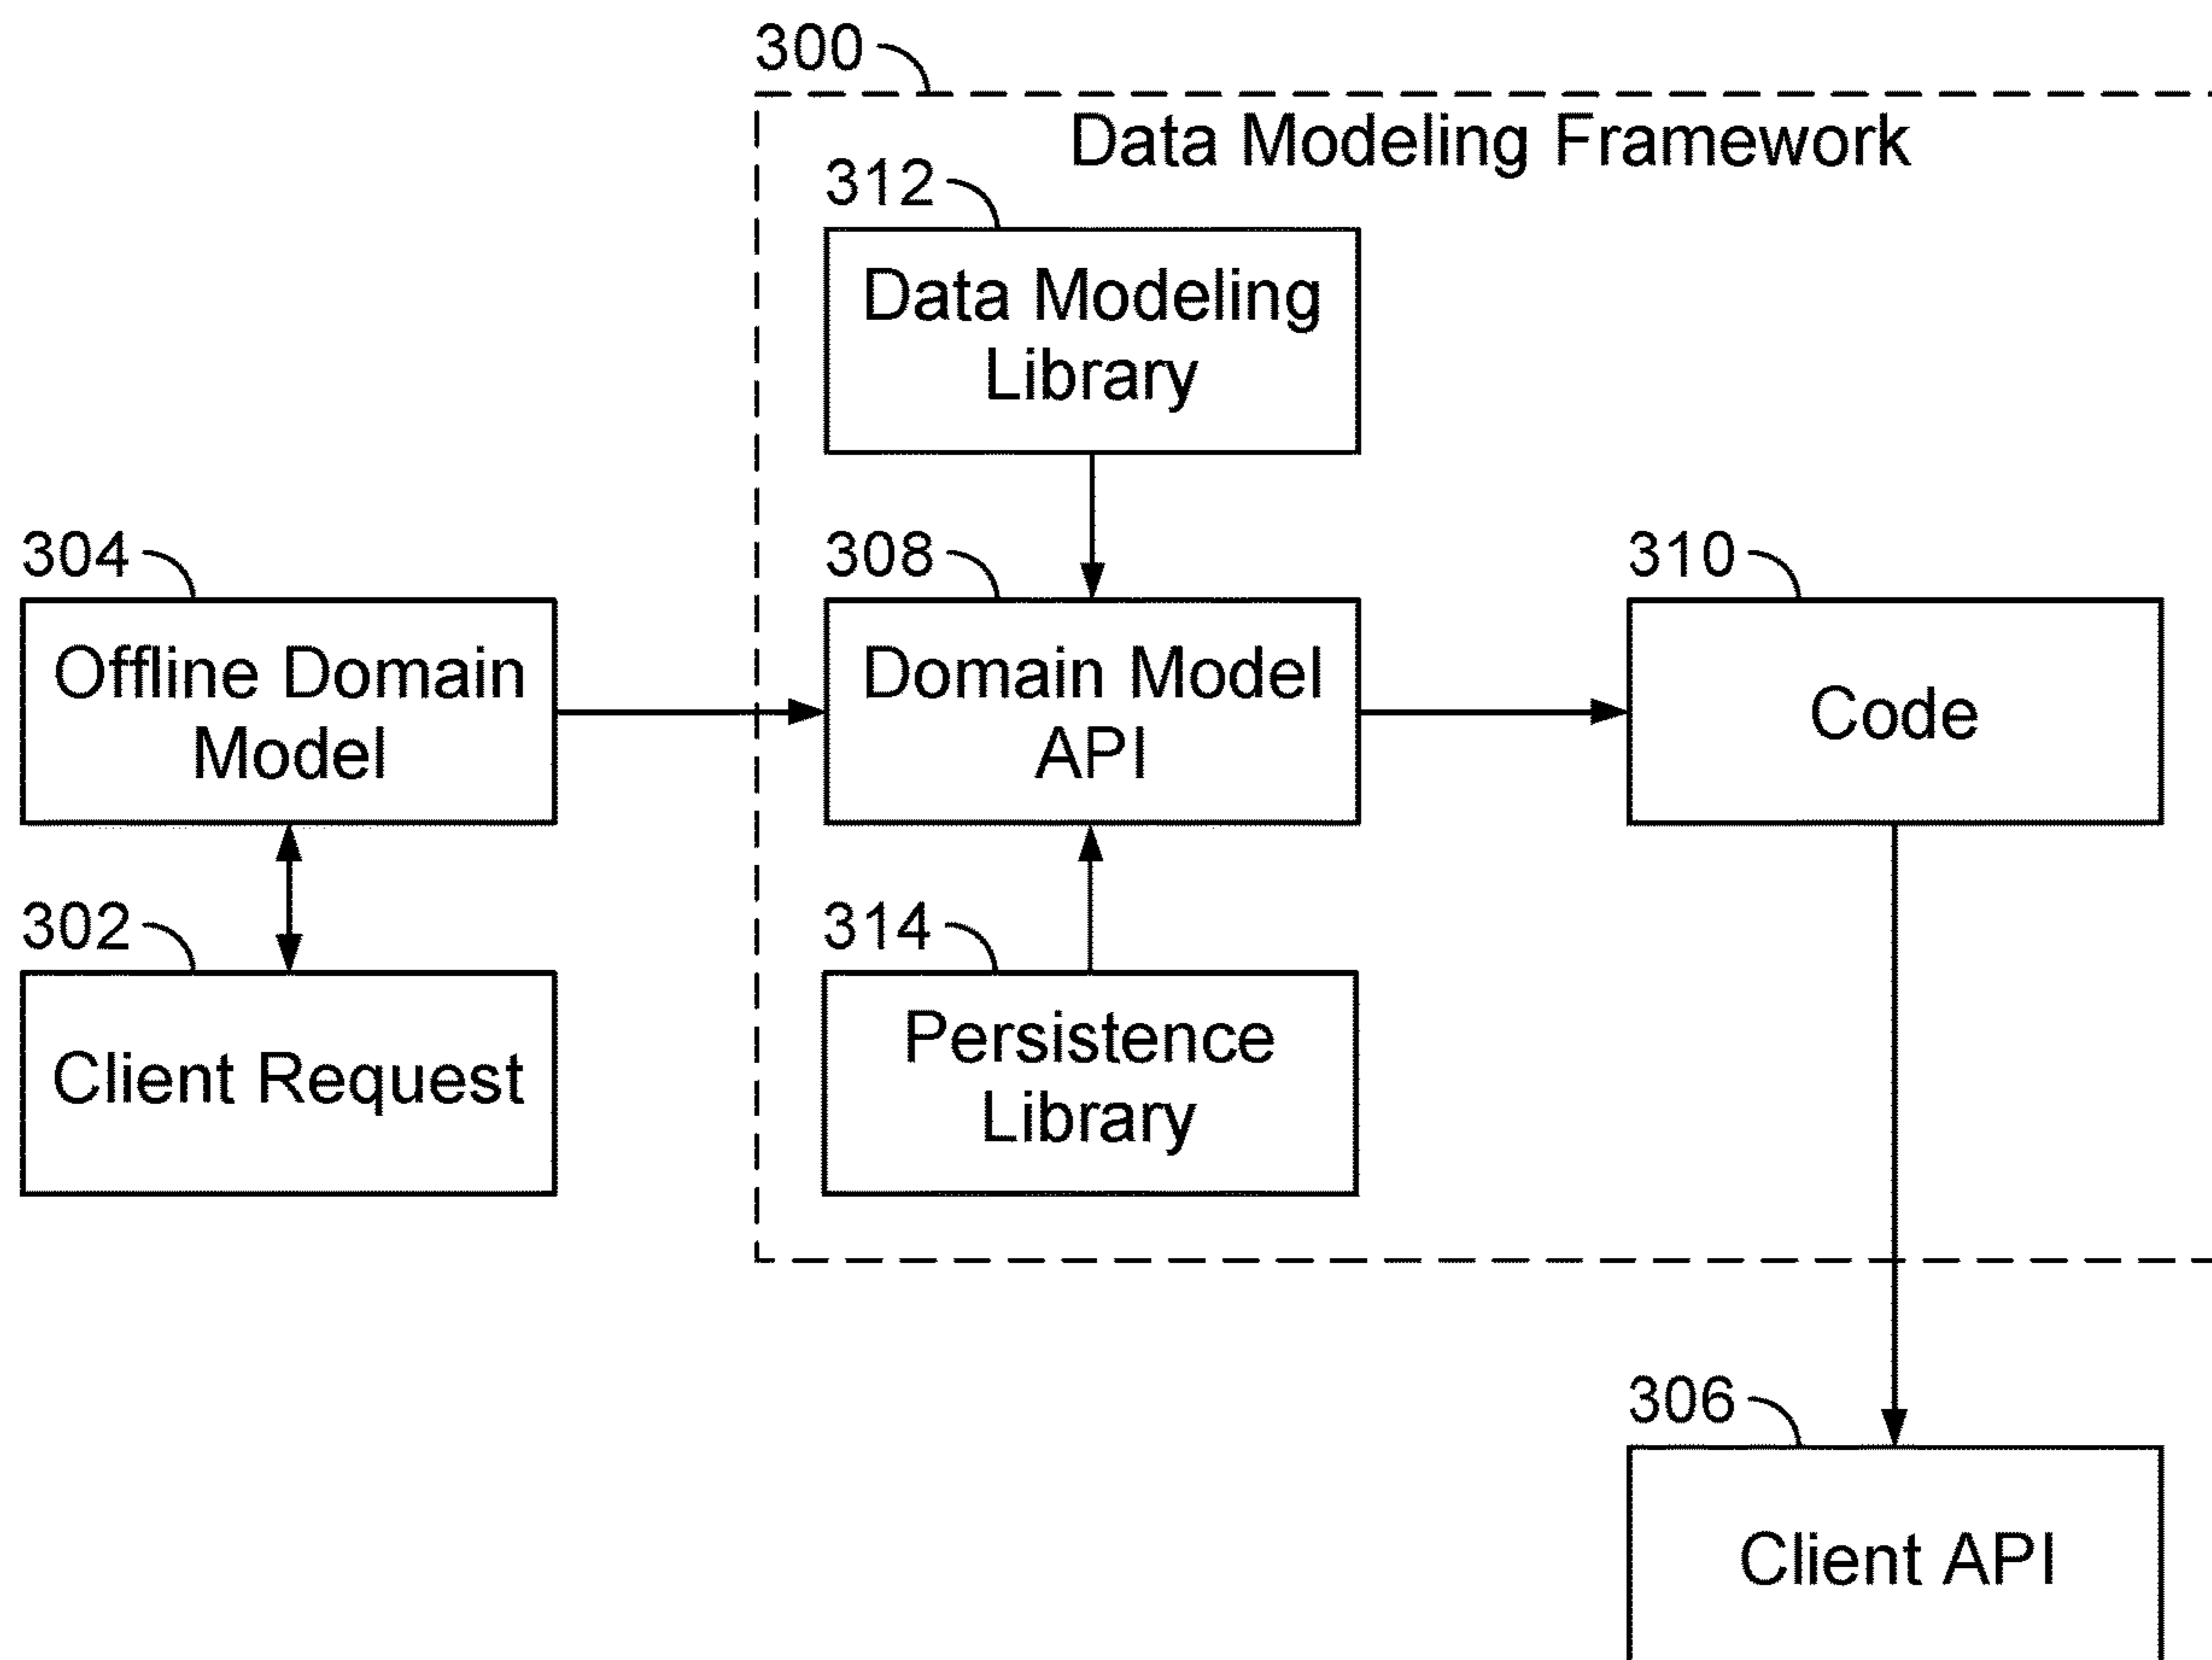 300
Data Modeling Framework
312
Data Modeling
Library
304
308
310
Offline Domain
Model
Domain Model
API
Code
302
314
Client Request
Persistence
Library
306
Client API